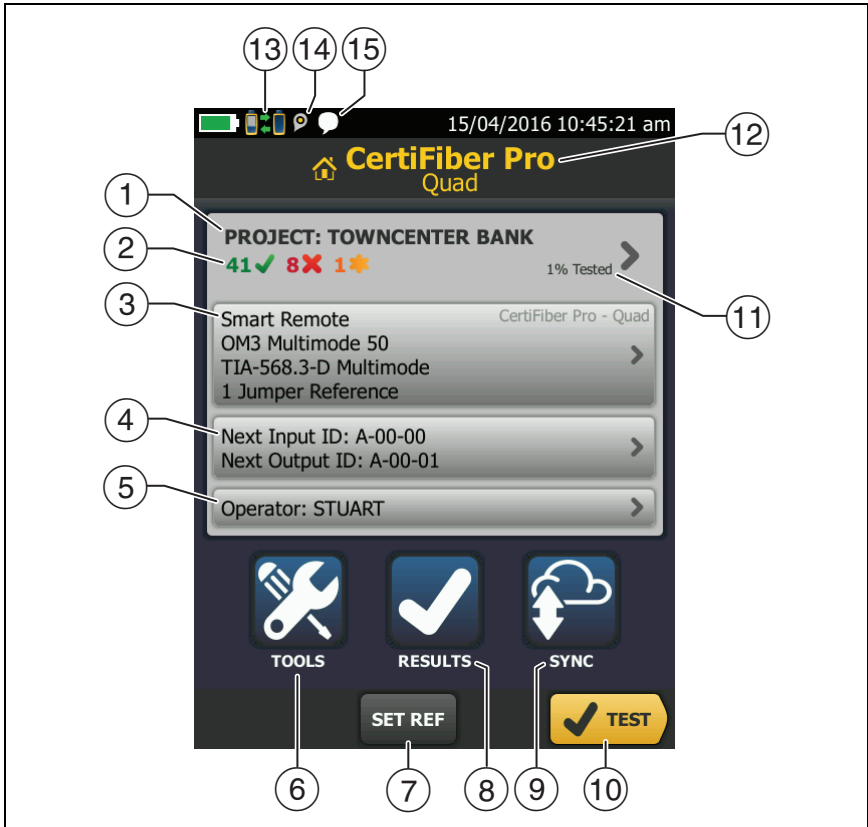 13 14 15
15/04/2016 10:45:21 am
CertiFiber Pro
12
Quad
1
PROJECT: TOWNCENTER BANK
2
41 8 1
1% Tested
11
3
Smart Remote CertiFiber Pro - Quad
OM3 Multimode 50
TIA-568.3-D Multimode
1 Jumper Reference
4
Next Input ID: A-00-00
Next Output ID: A-00-01
5
Operator: STUART
TOOLS RESULTS SYNC
SET REF TEST
6 7 8 9 10